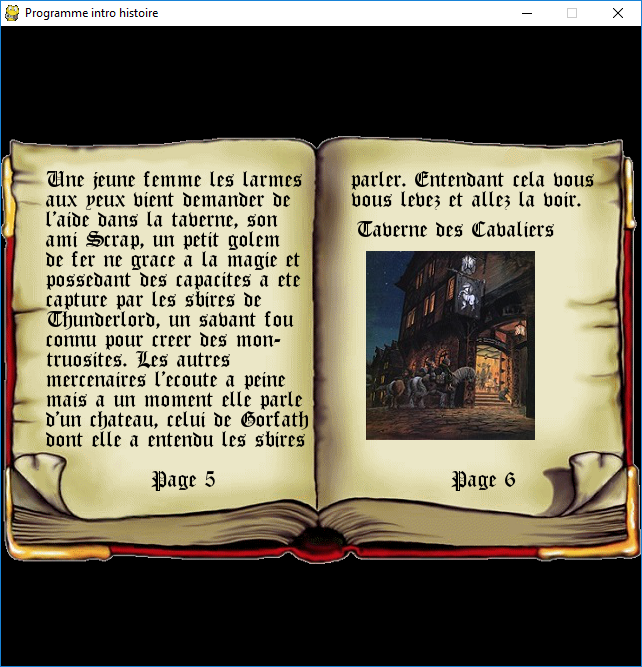 Programme intro histoire
Une jeune femme les larmes
aux yeux vient demander de
l'aide dans la taverne, son
ami Scrap, un petit golem
de fer ne grace a la magie et
possedant des capacites a ete
capture par les sbires de
Thunderlord, un savant fou
connu pour creer des mon-
truosites. Les autres
mercenaires l'ecoute a peine
mais a un moment elle parle
d'un chateau, celui de Gorfath
dont elle a entendu les sbires
Page 5
parler. Entendant cela vous
vous levez et allez la voir.
Taverne des Cavaliers
Page 6